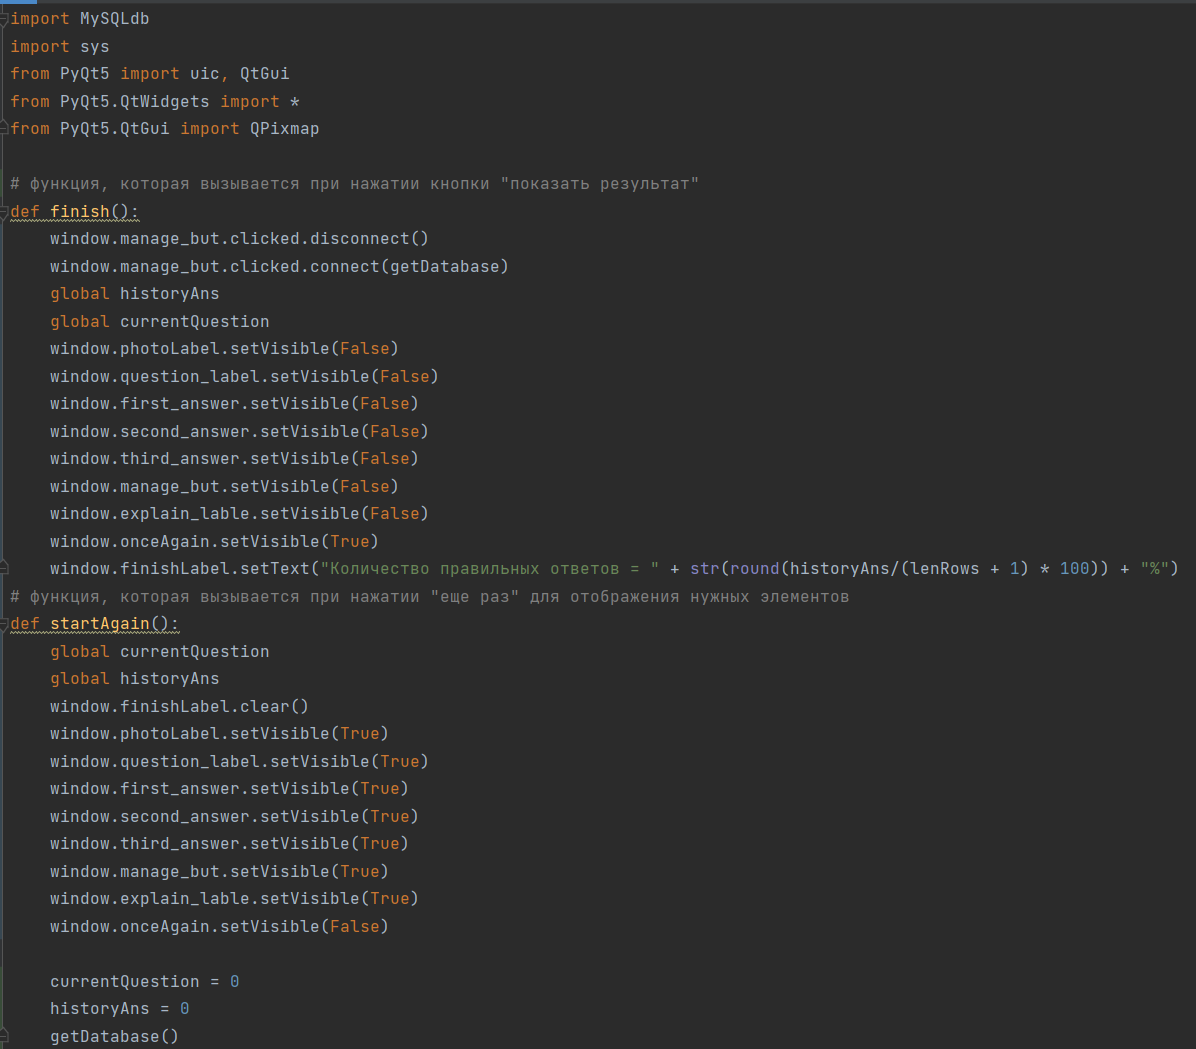 import MySQLdb
import sys
from PyQt5 import uic, QtGui
from PyQt5.QtWidgets import *
from PyQt5.QtGui import QPixmap

# функция, которая вызывается при нажатии кнопки "показать результат"
def finish():
    window.manage_but.clicked.disconnect()
    window.manage_but.clicked.connect(getDatabase)
    global historyAns
    global currentQuestion
    window.photoLabel.setVisible(False)
    window.question_label.setVisible(False)
    window.first_answer.setVisible(False)
    window.second_answer.setVisible(False)
    window.third_answer.setVisible(False)
    window.manage_but.setVisible(False)
    window.explain_lable.setVisible(False)
    window.onceAgain.setVisible(True)
    window.finishLabel.setText("Количество правильных ответов = " + str(round(historyAns/(lenRows + 1) * 100)) + "%")
# функция, которая вызывается при нажатии "еще раз" для отображения нужных элементов
def startAgain():
    global currentQuestion
    global historyAns
    window.finishLabel.clear()
    window.photoLabel.setVisible(True)
    window.question_label.setVisible(True)
    window.first_answer.setVisible(True)
    window.second_answer.setVisible(True)
    window.third_answer.setVisible(True)
    window.manage_but.setVisible(True)
    window.explain_lable.setVisible(True)
    window.onceAgain.setVisible(False)

    currentQuestion = 0
    historyAns = 0
    getDatabase()